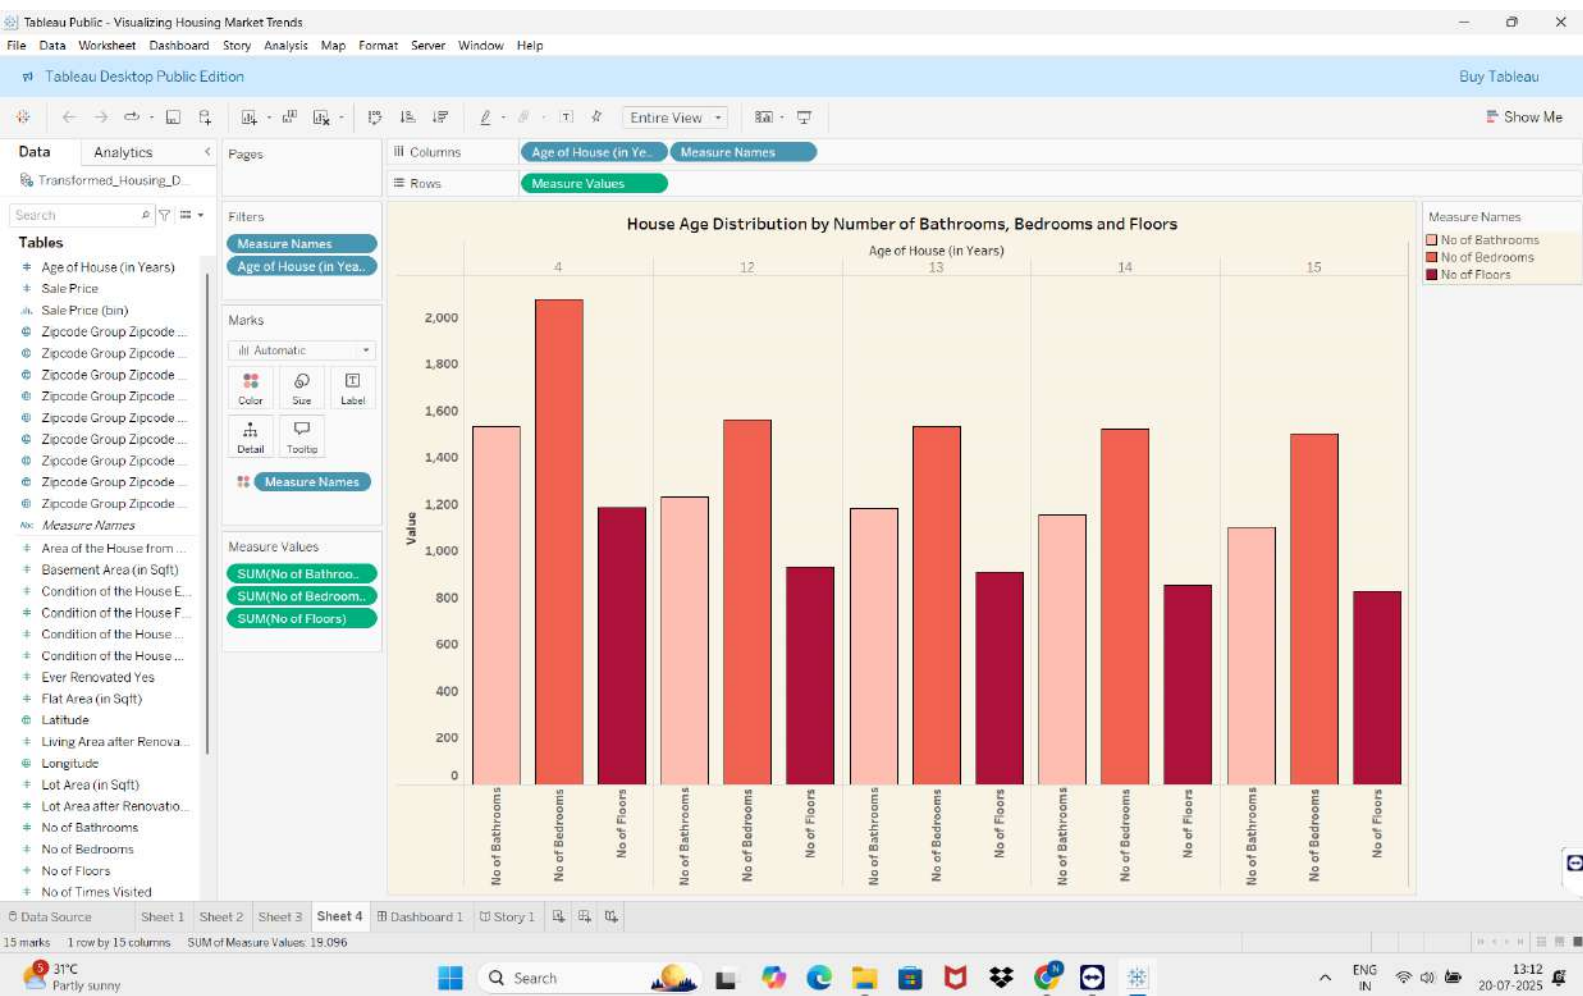 Tableau Public - Visualizing Housing Market Trends
File Data Worksheet Dashboard Story Analysis Map Format Server Window Help
Tableau Desktop Public Edition
Buy Tableau
Entire View
Show Me
Data Analytics
Pages
Columns
Age of House (in Ye..
Measure Names
Transformed_Housing_D...
Rows
Measure Values
Search
Filters
Measure Names
Age of House (in Yea..
Tables
Age of House (in Years)
Sale Price
Sale Price (bin)
Zipcode Group Zipcode ...
Zipcode Group Zipcode ...
Zipcode Group Zipcode ...
Zipcode Group Zipcode ...
Zipcode Group Zipcode ...
Zipcode Group Zipcode ...
Zipcode Group Zipcode ...
Zipcode Group Zipcode ...
Zipcode Group Zipcode ...
Abc Measure Names
Area of the House from ...
Basement Area (in Sqft)
Condition of the House E...
Condition of the House F...
Condition of the House ...
Condition of the House ...
Ever Renovated Yes
Flat Area (in Sqft)
Latitude
Living Area after Renova...
Longitude
Lot Area (in Sqft)
Lot Area after Renovatio...
No of Bathrooms
No of Bedrooms
No of Floors
No of Times Visited
Marks
Automatic
Color Size Label
Detail Tooltip
Measure Names
Measure Values
SUM(No of Bathroo..
SUM(No of Bedroom..
SUM(No of Floors)
House Age Distribution by Number of Bathrooms, Bedrooms and Floors
Age of House (in Years)
4 12 13 14 15
Value
2,000
1,800
1,600
1,400
1,200
1,000
800
600
400
200
0
No of Bathrooms
No of Bedrooms
No of Floors
No of Bathrooms
No of Bedrooms
No of Floors
No of Bathrooms
No of Bedrooms
No of Floors
No of Bathrooms
No of Bedrooms
No of Floors
No of Bathrooms
No of Bedrooms
No of Floors
Measure Names
No of Bathrooms
No of Bedrooms
No of Floors
Data Source Sheet 1 Sheet 2 Sheet 3 Sheet 4 Dashboard 1 Story 1
15 marks 1 row by 15 columns SUM of Measure Values: 19,096
5
31°C
Partly sunny
Search
N
ENG
IN
13:12
20-07-2025